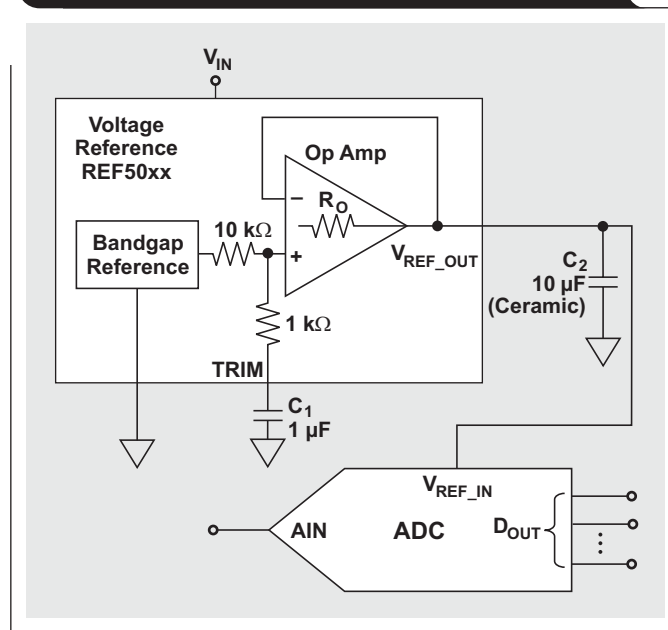 V_IN
Voltage
Reference
REF50xx
Op Amp
R_O
10 kΩ
Bandgap
Reference
–
+
V_REF_OUT
1 kΩ
TRIM
C_1
1 µF
C_2
10 µF
(Ceramic)
V_REF_IN
AIN
ADC
D_OUT